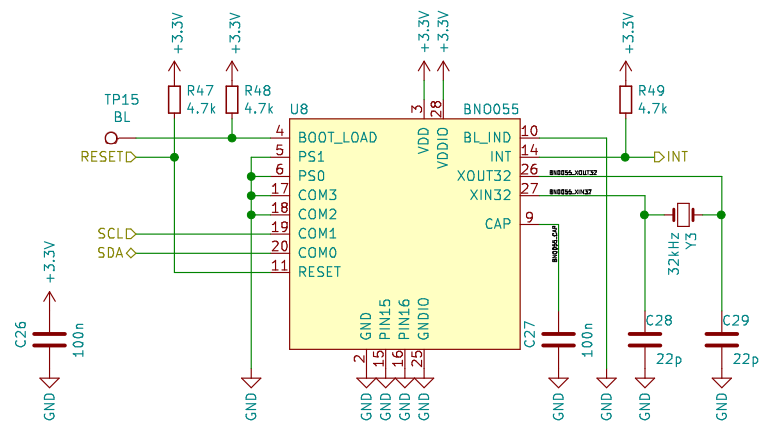 +3.3V
+3.3V
+3.3V
+3.3V
+3.3V
R47
4.7k
R48
4.7k
R49
4.7k
TP15
BL
U8
BNO055
3
VDD
28
VDDIO
4
BOOT_LOAD
5
PS1
6
PS0
17
COM3
18
COM2
19
COM1
20
COM0
11
RESET
10
BL_IND
14
INT
26
XOUT32
27
XIN32
9
CAP
RESET
INT
BNO055_XOUT32
BNO055_XIN32
BNO055_CAP
SCL
SDA
32kHz
Y3
+3.3V
C26
100n
GND
GND
GND
PIN15
PIN16
GNDIO
2
15
16
25
GND
GND
GND
GND
C27
100n
GND
GND
C28
22p
GND
C29
22p
GND